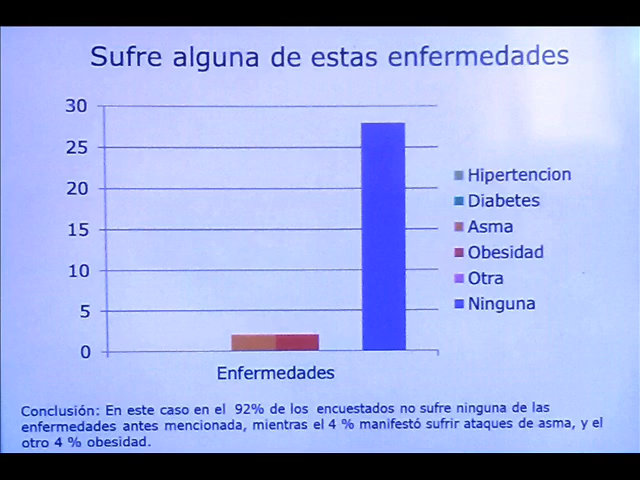 Sufre alguna de estas enfermedades
30
25
20
15
10
5
0
Hipertencion
Diabetes
Asma
Obesidad
Otra
Ninguna
Enfermedades
Conclusión: En este caso en el 92% de los encuestados no sufre ninguna de las
enfermedades antes mencionada, mientras el 4 % manifestó sufrir ataques de asma, y el
otro 4 % obesidad.